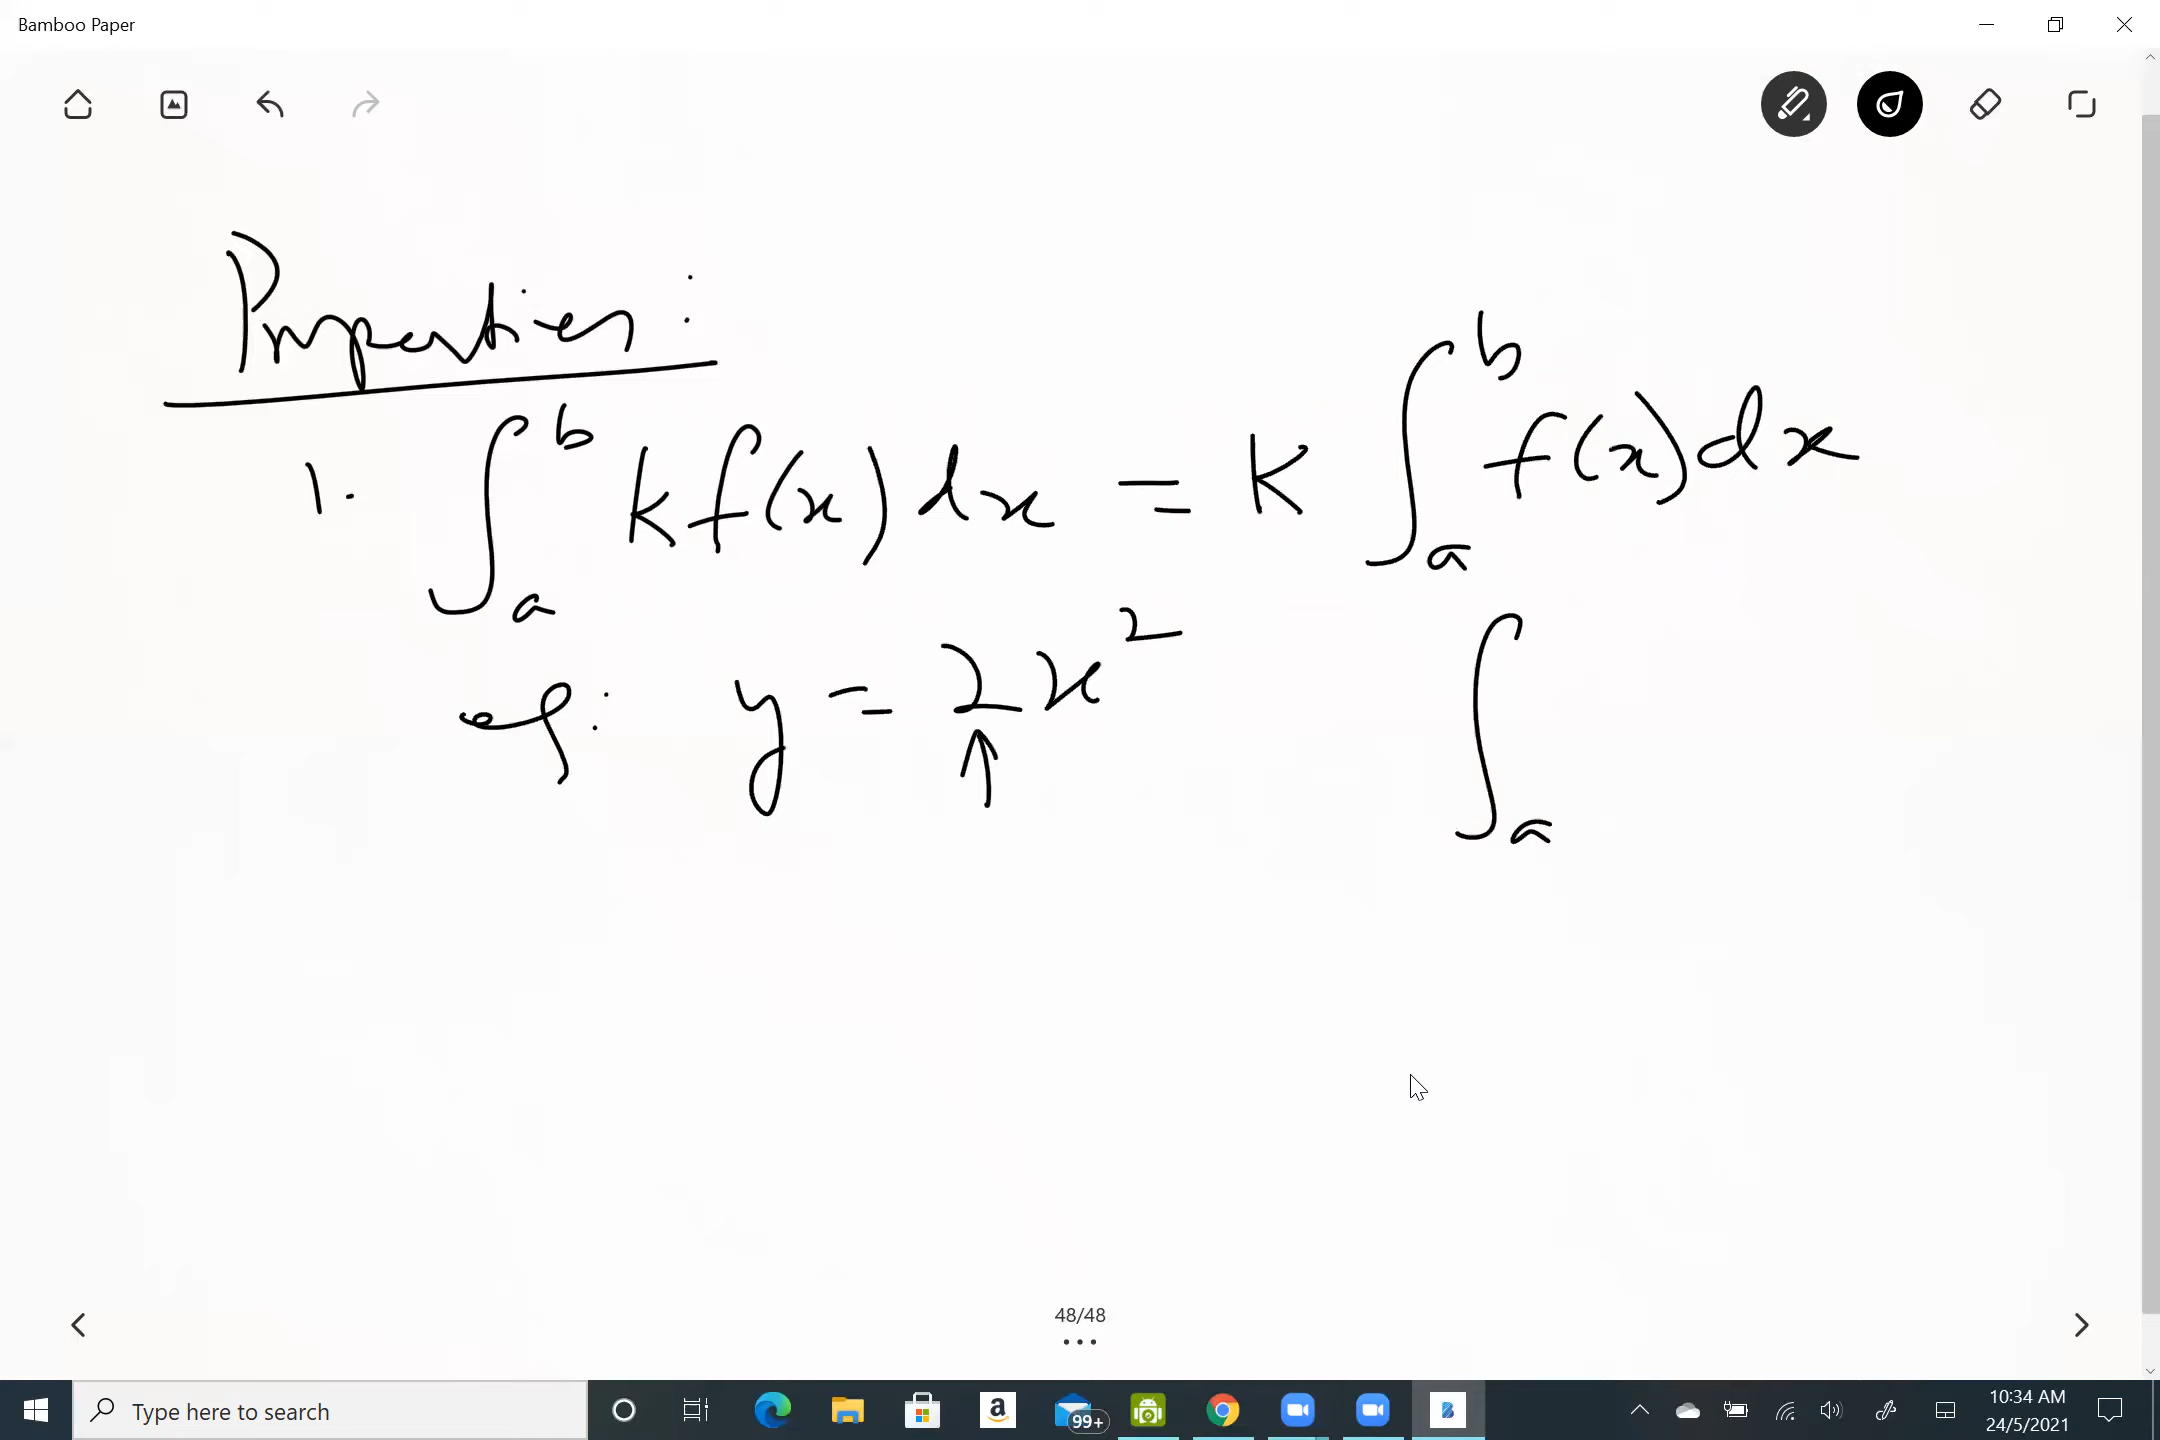 Bamboo Paper
Properties:
1. ∫_a^b k f(x) dx = k ∫_a^b f(x) dx
eg: y = 2x² ∫_a
↑
48/48
Type here to search
99+
10:34 AM
24/5/2021